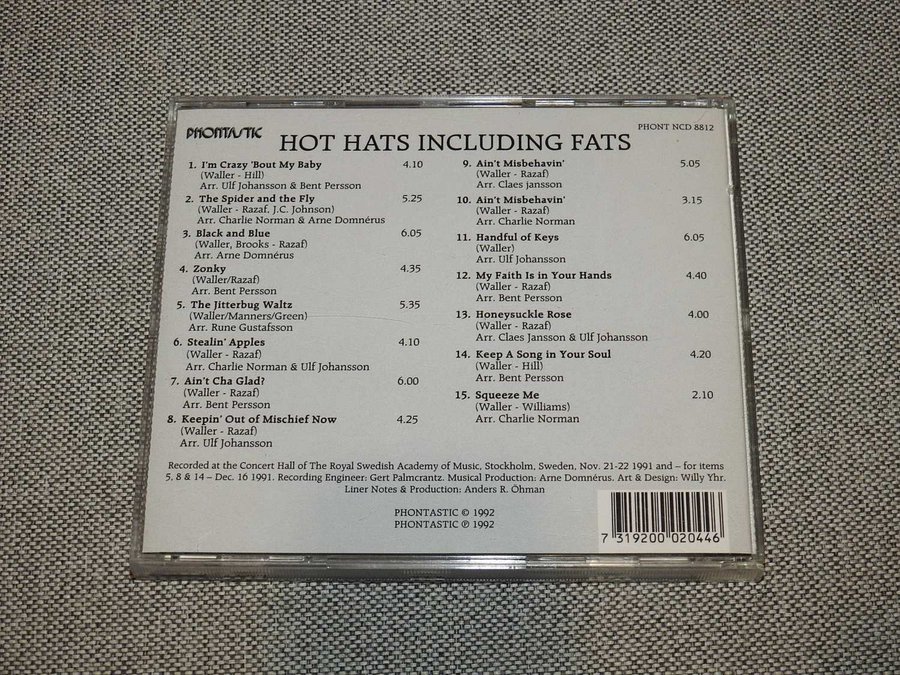 PHONTASTIC
PHONT NCD 8812
HOT HATS INCLUDING FATS
1. I'm Crazy 'Bout My Baby 4.10
(Waller - Hill)
Arr. Ulf Johansson & Bent Persson
2. The Spider and the Fly 5.25
(Waller - Razaf, J.C. Johnson)
Arr. Charlie Norman & Arne Domnérus
3. Black and Blue 6.05
(Waller, Brooks - Razaf)
Arr. Arne Domnérus
4. Zonky 4.35
(Waller/Razaf)
Arr. Bent Persson
5. The Jitterbug Waltz 5.35
(Waller/Manners/Green)
Arr. Rune Gustafsson
6. Stealin' Apples 4.10
(Waller - Razaf)
Arr. Charlie Norman & Ulf Johansson
7. Ain't Cha Glad? 6.00
(Waller - Razaf)
Arr. Bent Persson
8. Keepin' Out of Mischief Now 4.25
(Waller - Razaf)
Arr. Ulf Johansson
9. Ain't Misbehavin' 5.05
(Waller - Razaf)
Arr. Claes jansson
10. Ain't Misbehavin' 3.15
(Waller - Razaf)
Arr. Charlie Norman
11. Handful of Keys 6.05
(Waller)
Arr. Ulf Johansson
12. My Faith Is in Your Hands 4.40
(Waller - Razaf)
Arr. Bent Persson
13. Honeysuckle Rose 4.00
(Waller - Razaf)
Arr. Claes Jansson & Ulf Johansson
14. Keep A Song in Your Soul 4.20
(Waller - Hill)
Arr. Bent Persson
15. Squeeze Me 2.10
(Waller - Williams)
Arr. Charlie Norman
Recorded at the Concert Hall of The Royal Swedish Academy of Music, Stockholm, Sweden, Nov. 21-22 1991 and – for items
5, 8 & 14 – Dec. 16 1991. Recording Engineer: Gert Palmcrantz. Musical Production: Arne Domnérus. Art & Design: Willy Yhr.
Liner Notes & Production: Anders R. Öhman
PHONTASTIC © 1992
PHONTASTIC ℗ 1992
7 319200 020446